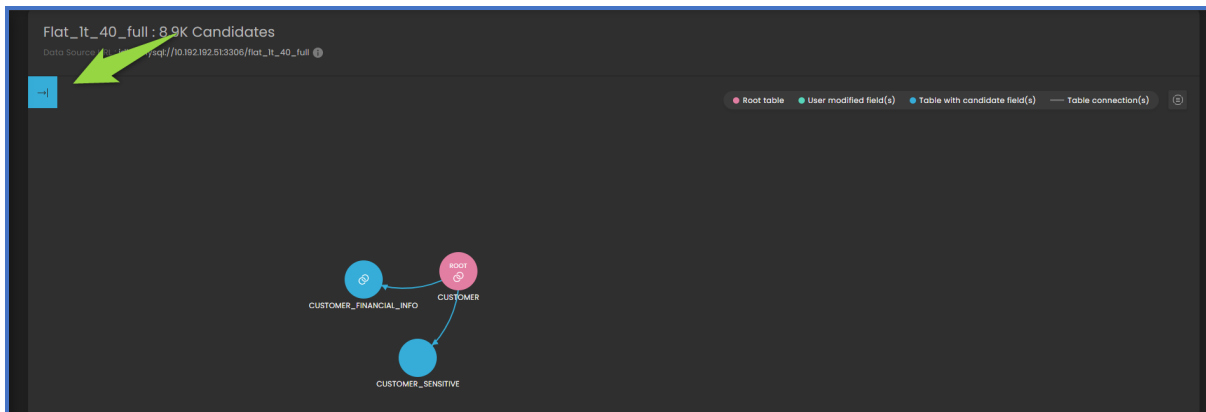 Flat_1t_40_full : 8.9K Candidates
Data Source mysql://10.192.192.51:3306/flat_1t_40_full
Root table User modified field(s) Table with candidate field(s) Table connection(s)
ROOT
CUSTOMER
CUSTOMER_FINANCIAL_INFO
CUSTOMER_SENSITIVE